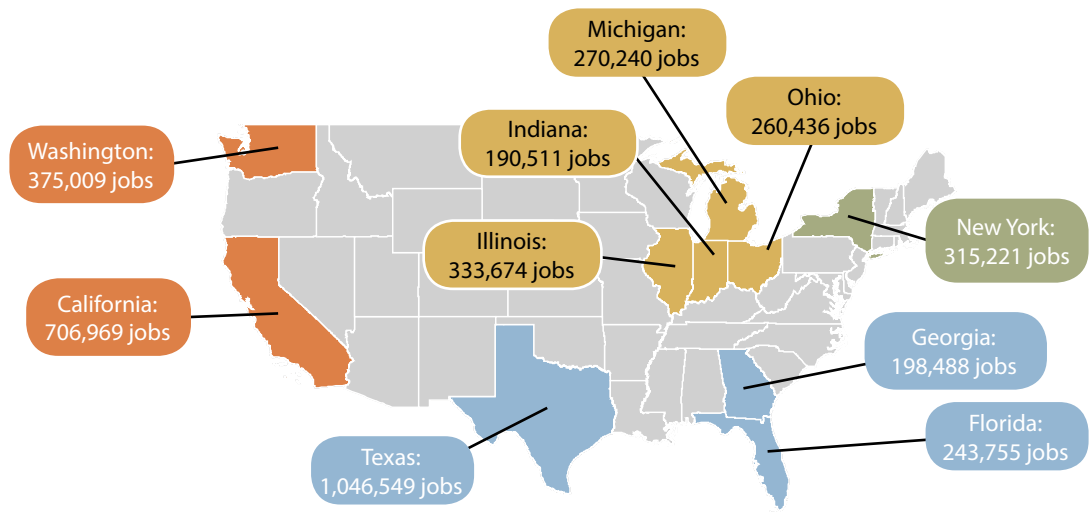 Michigan:
270,240 jobs
Ohio:
260,436 jobs
Indiana:
190,511 jobs
Washington:
375,009 jobs
New York:
315,221 jobs
Illinois:
333,674 jobs
California:
706,969 jobs
Georgia:
198,488 jobs
Florida:
243,755 jobs
Texas:
1,046,549 jobs